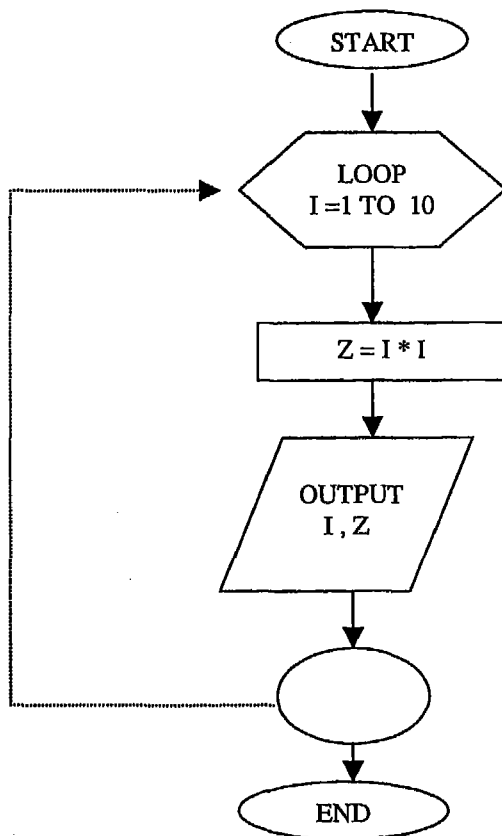 START
LOOP
I =1 TO 10
Z = I * I
OUTPUT
I , Z
END